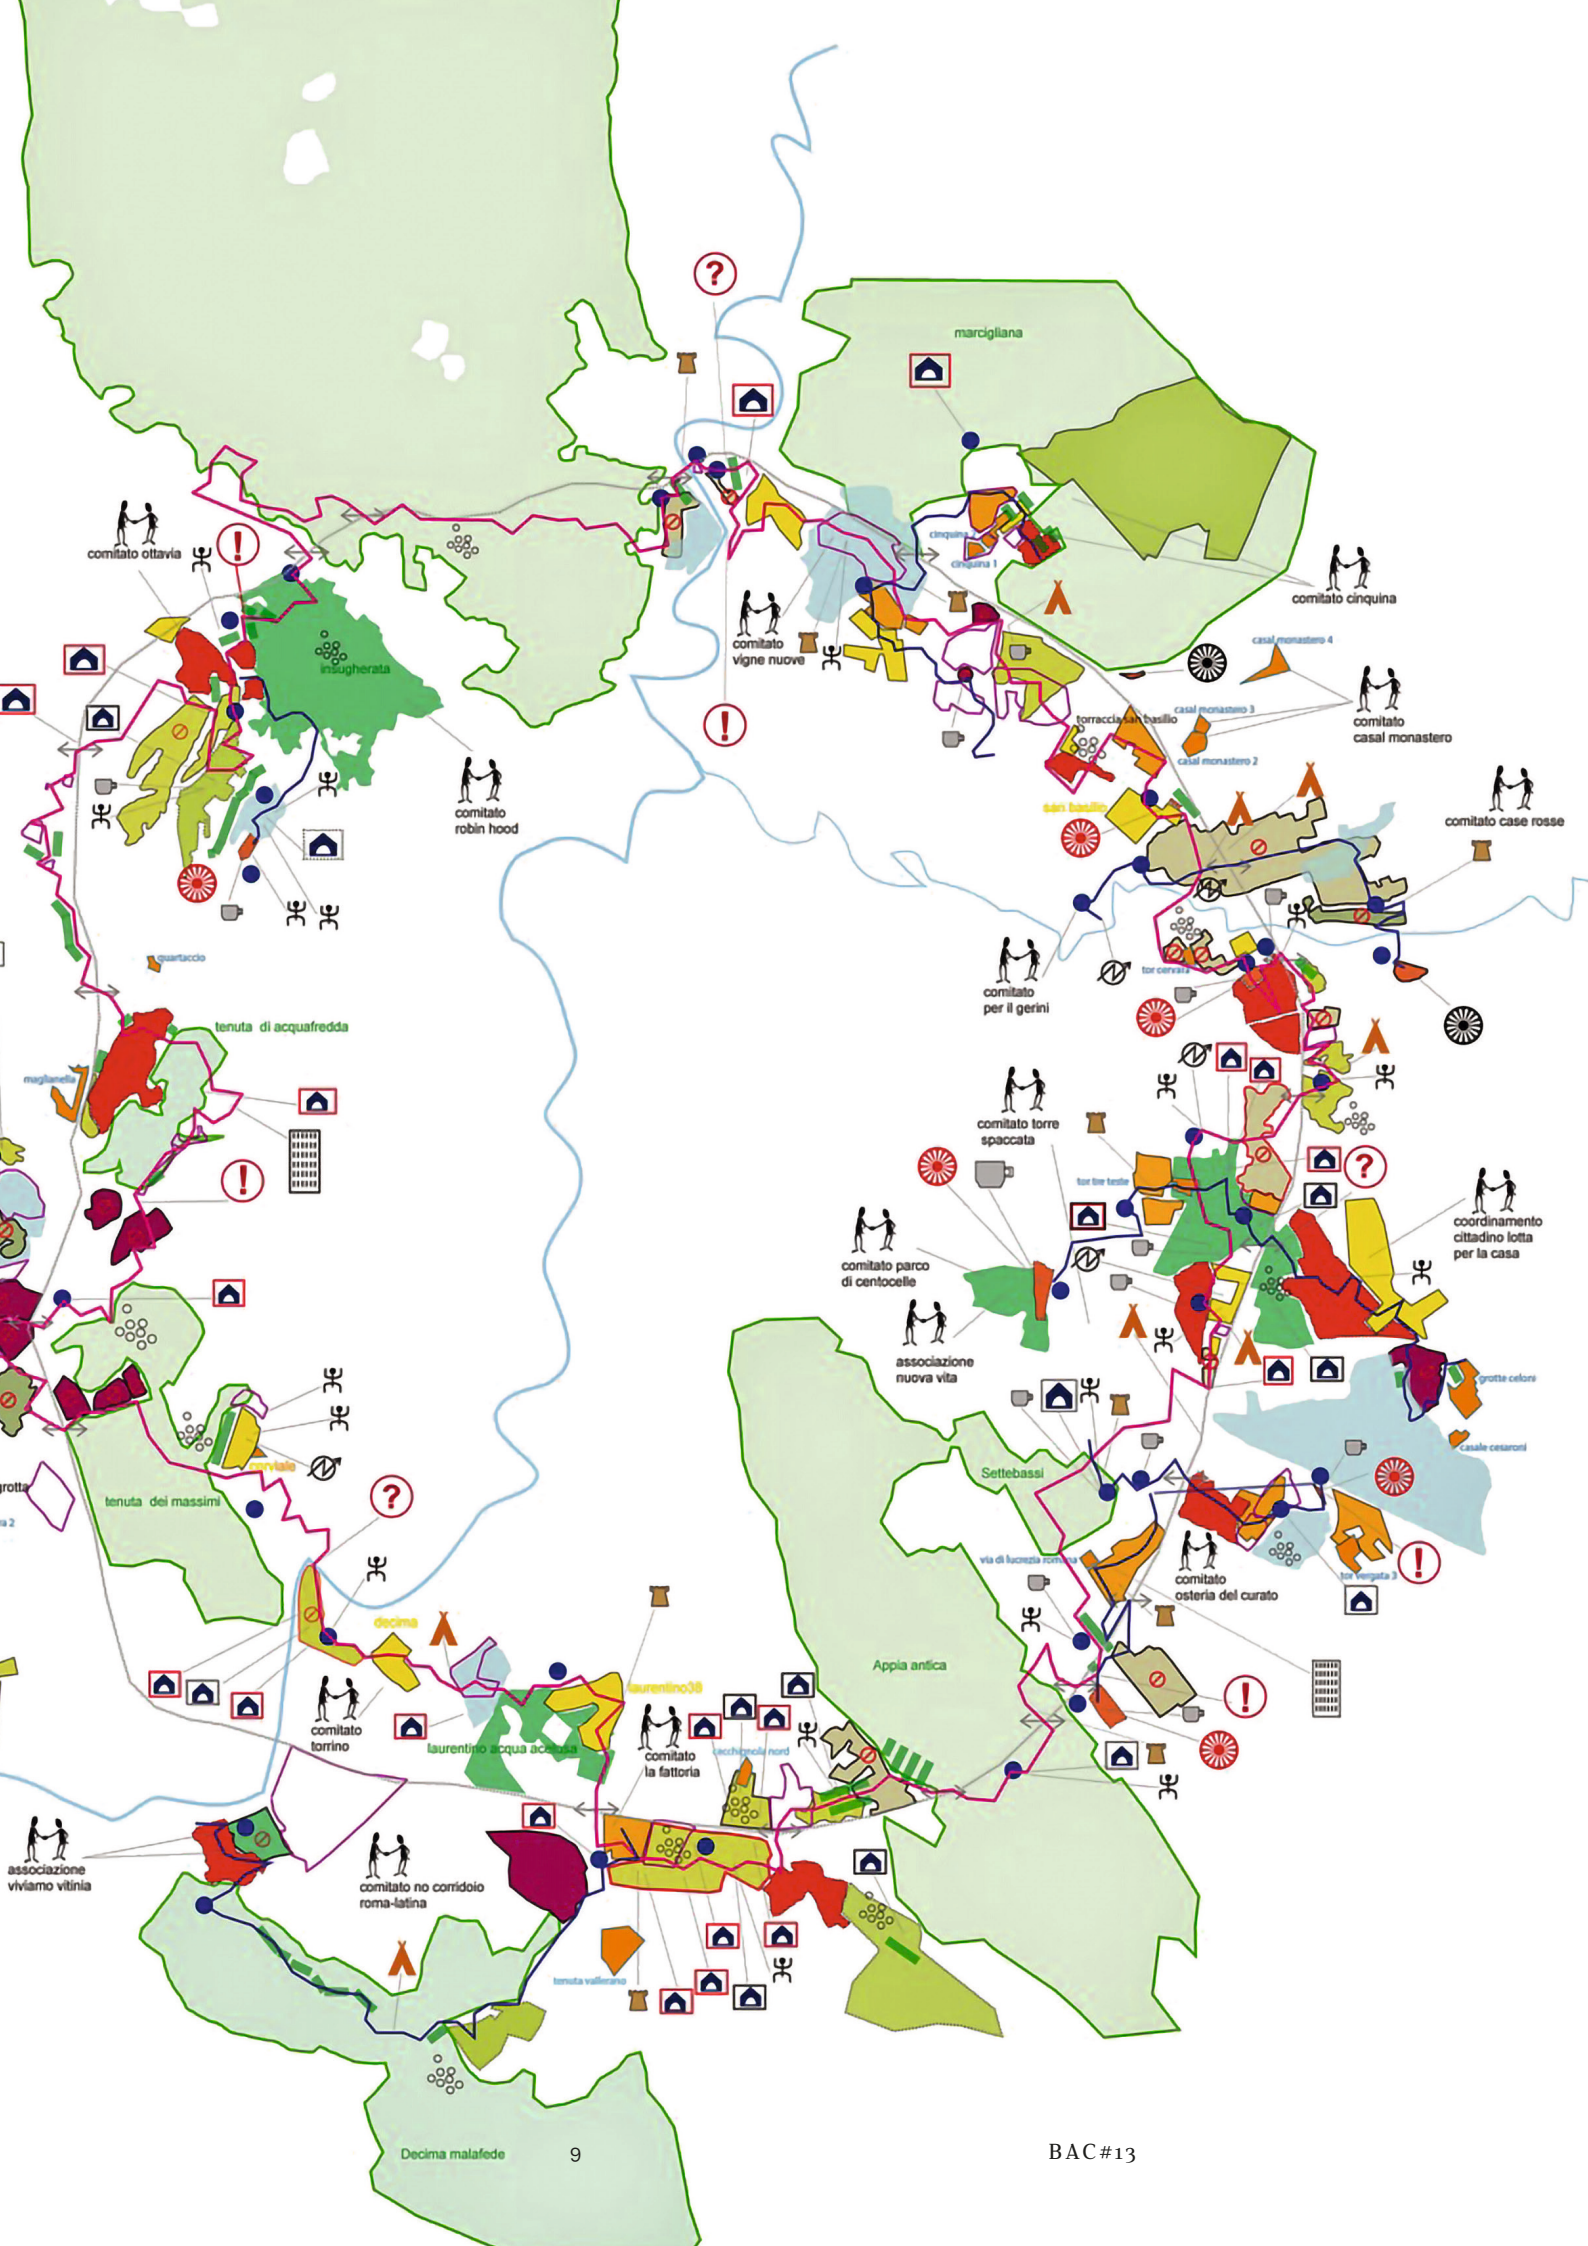 ?
marcigliana
cinquina 1
comitato cinquina
comitato ottavia
!
insugherata
comitato
vigne nuove
!
casal monastero 4
casal monastero 3
casal monastero 2
comitato
casal monastero
torraccia san basilio
san basilio
comitato
robin hood
comitato case rosse
quartaccio
comitato
per il gerini
tor cervara
tenuta di acquafredda
maglianella
!
comitato torre
spaccata
tor tre teste
?
coordinamento
cittadino lotta
per la casa
comitato parco
di centocelle
associazione
nuova vita
grotte celoni
casale cesaroni
Settebassi
corviale
tenuta dei massimi
rotta
a 2
?
via di lucrezia romana
comitato
osteria del curato
tor vergata 3
!
decima
comitato
torrino
laurentino38
laurentino acqua acetosa
comitato
la fattoria
cacchignola nord
Appia antica
!
associazione
viviamo vitinia
comitato no corridoio
roma-latina
tenuta vallerano
Decima malafede
9
BAC#13